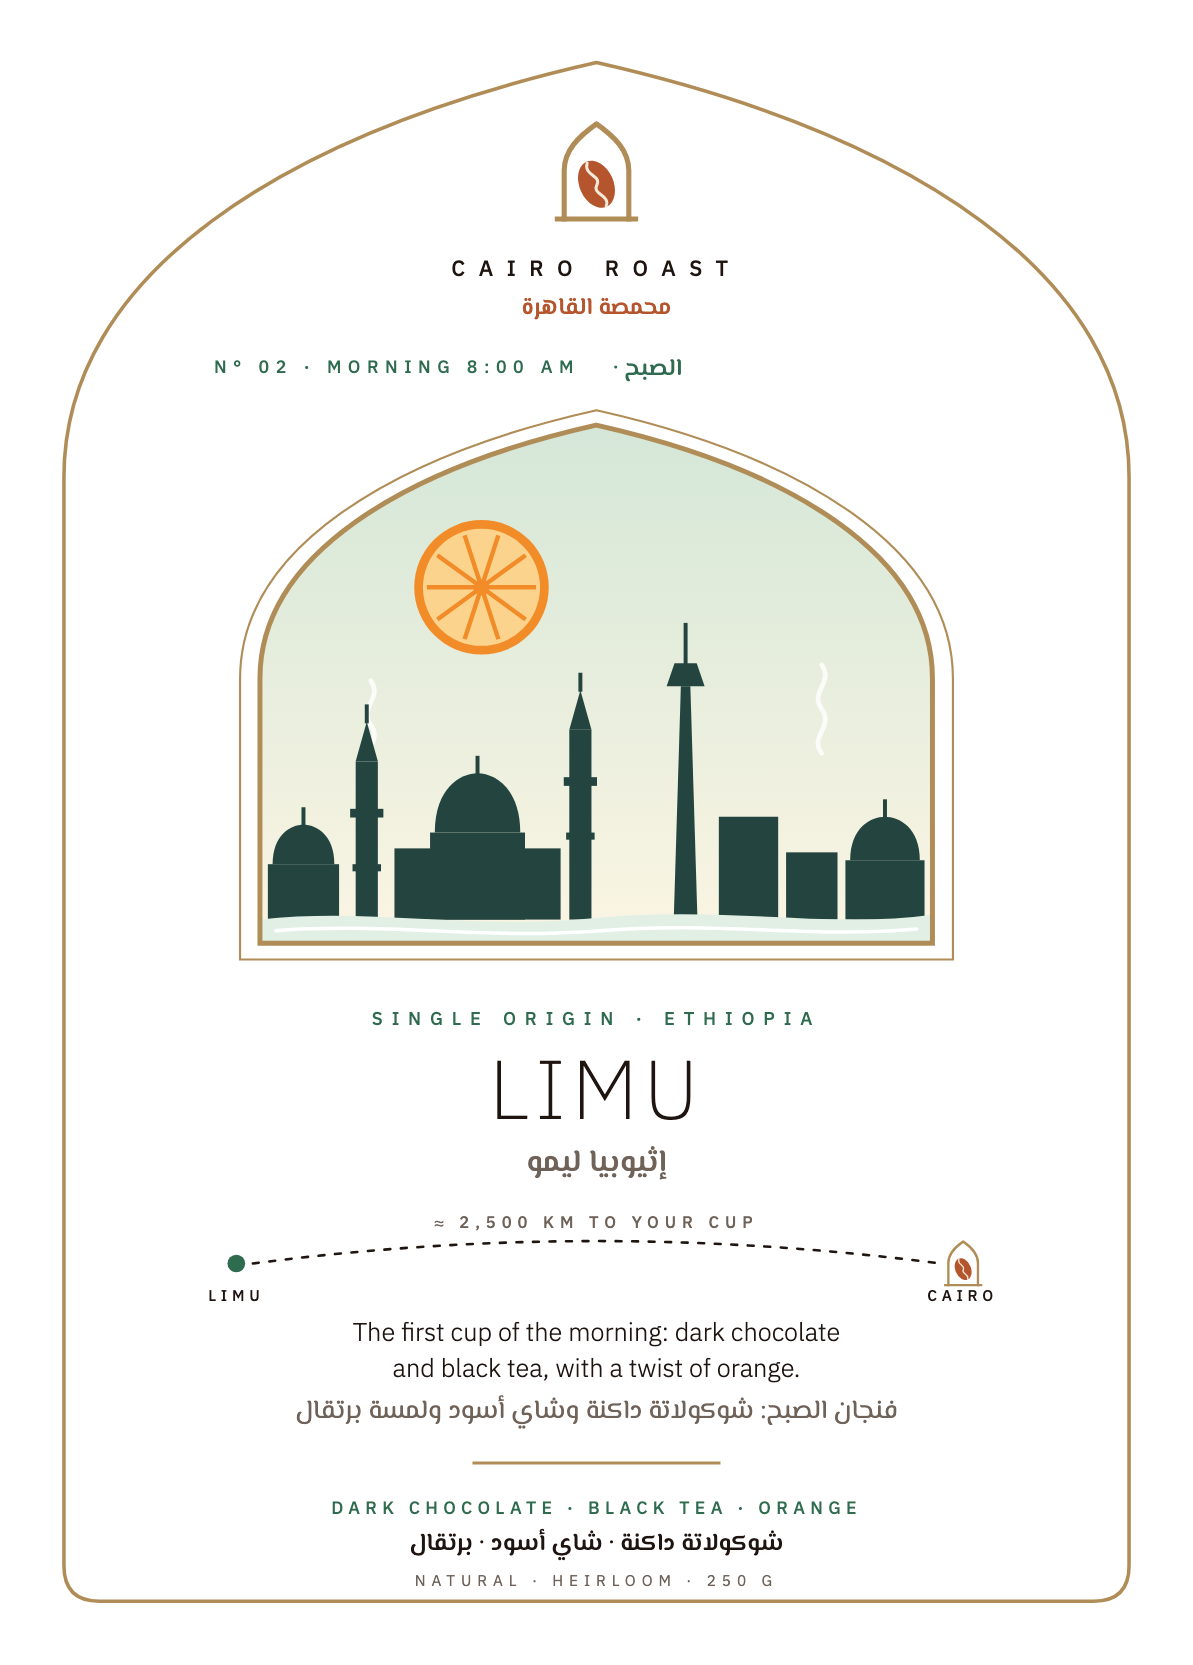 CAIRO ROAST
محمصة القاهرة
N° 02 · MORNING 8:00 AM · الصبح
SINGLE ORIGIN · ETHIOPIA
LIMU
إثيوبيا ليمو
≈ 2,500 KM TO YOUR CUP
LIMU
CAIRO
The first cup of the morning: dark chocolate
and black tea, with a twist of orange.
فنجان الصبح: شوكولاتة داكنة وشاي أسود ولمسة برتقال
DARK CHOCOLATE · BLACK TEA · ORANGE
شوكولاتة داكنة · شاي أسود · برتقال
NATURAL · HEIRLOOM · 250 G